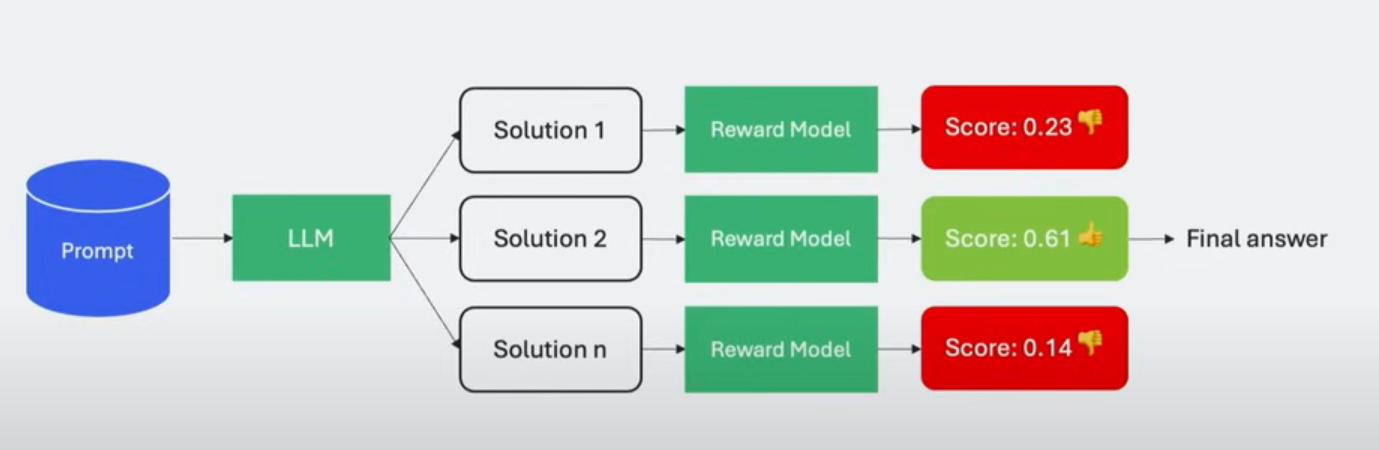 Prompt
LLM
Solution 1
Reward Model
Score: 0.23 👎
Solution 2
Reward Model
Score: 0.61 👍
Final answer
Solution n
Reward Model
Score: 0.14 👎